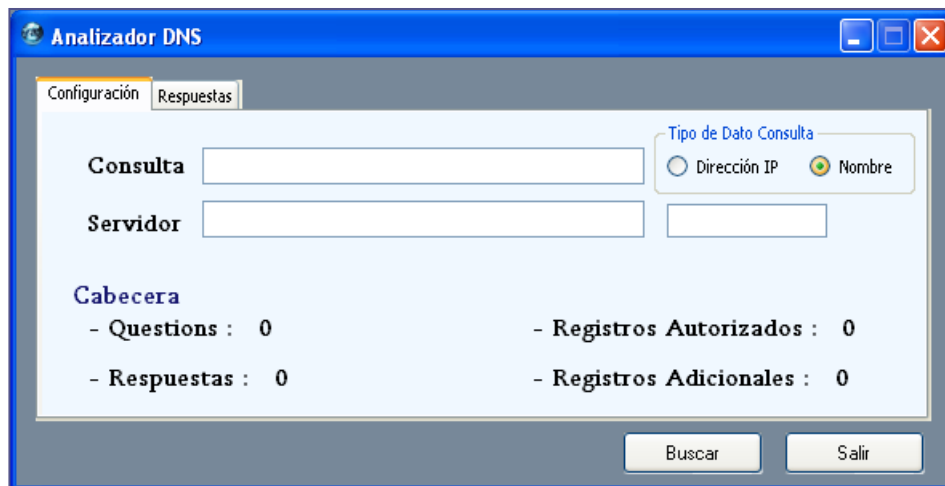 Analizador DNS
Configuración Respuestas
Tipo de Dato Consulta
Consulta Dirección IP Nombre
Servidor
Cabecera
- Questions : 0 - Registros Autorizados : 0
- Respuestas : 0 - Registros Adicionales : 0
Buscar Salir